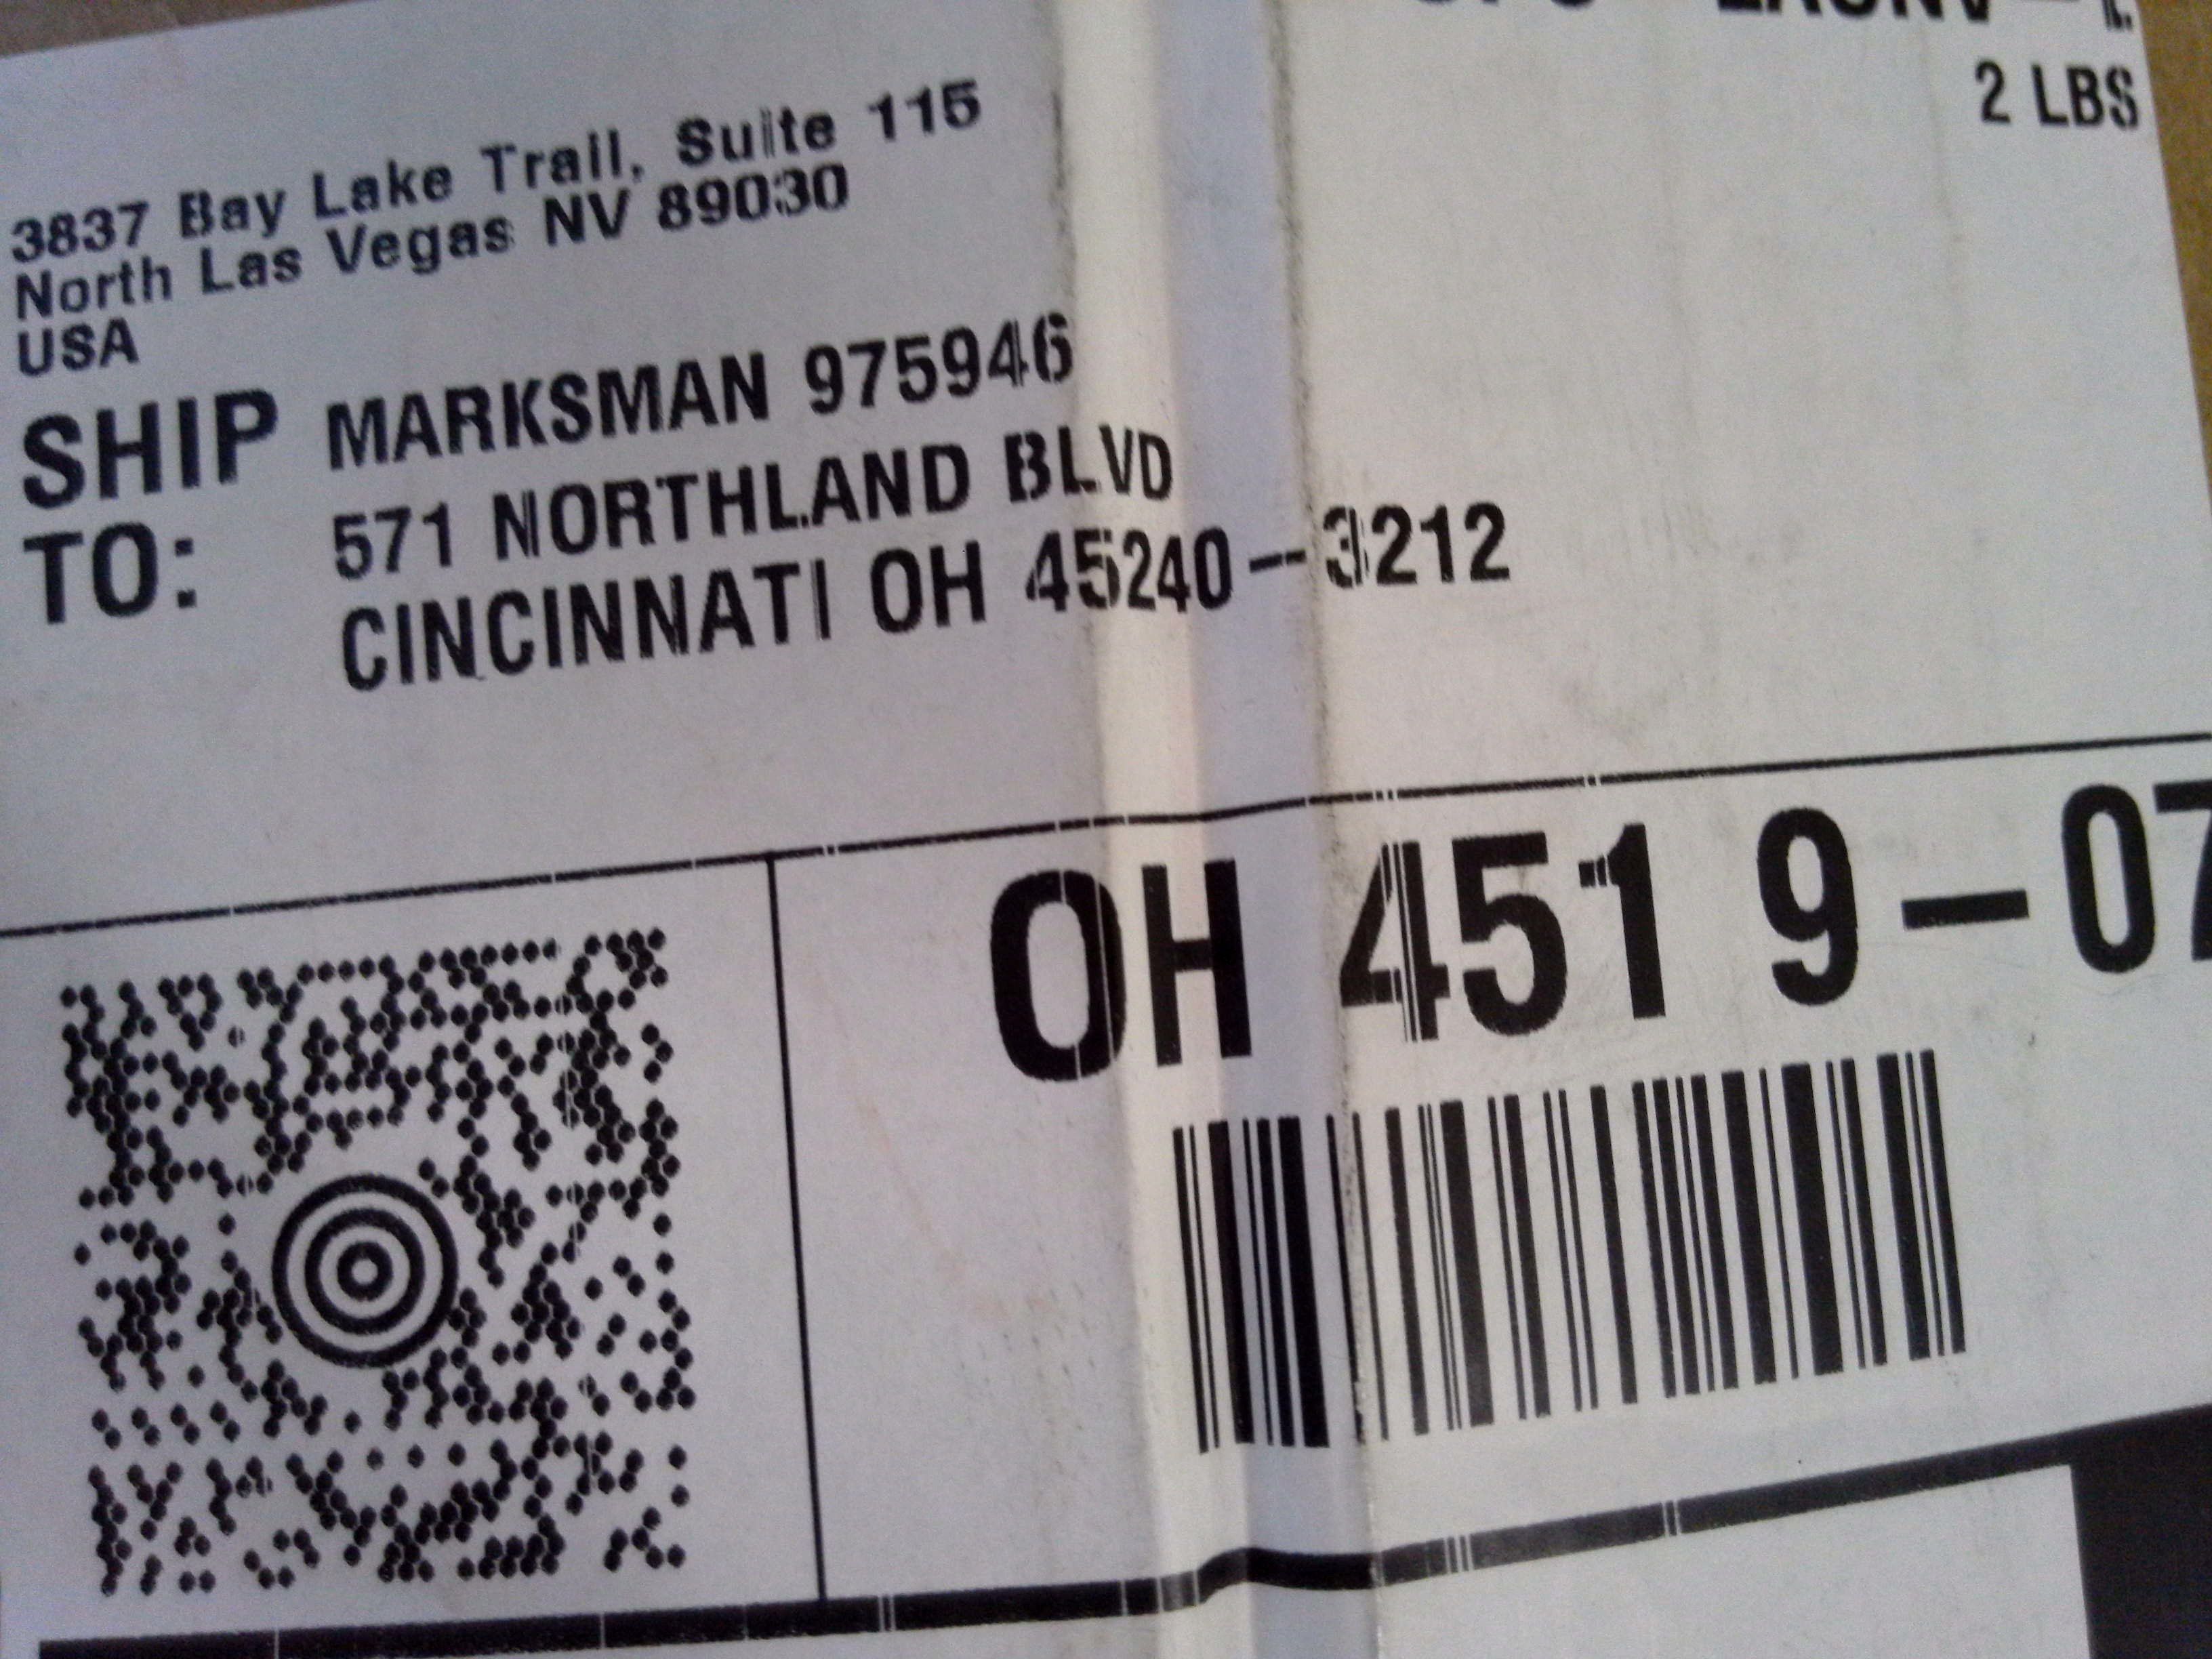 2 LBS
3837 Bay Lake Trail, Suite 115
North Las Vegas NV 89030
USA
SHIP TO:
MARKSMAN 975946
571 NORTHLAND BLVD
CINCINNATI OH 45240-3212
OH 451 9-07